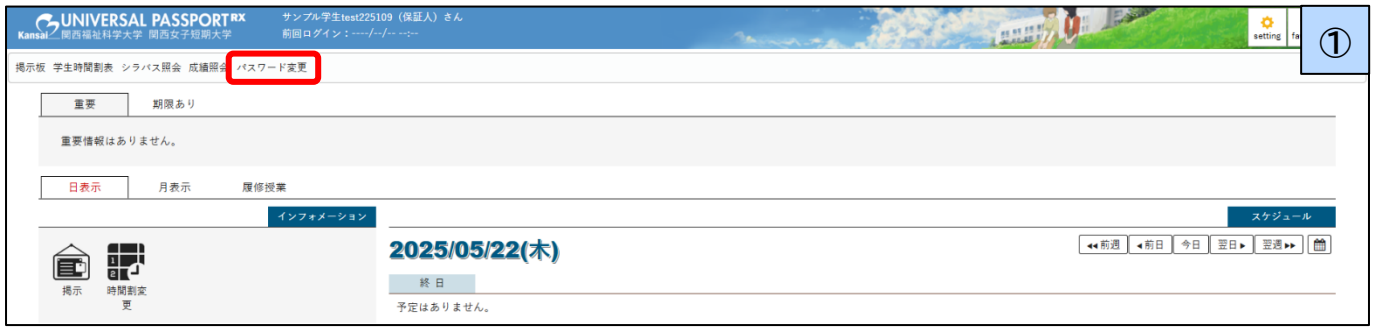 UNIVERSAL PASSPORT RX
Kansai 関西福祉科学大学 関西女子短期大学
サンプル学生test225109（保証人）さん
前回ログイン：----/--/-- --:--
setting
①
掲示板 学生時間割表 シラバス照会 成績照会 パスワード変更
重要 期限あり
重要情報はありません。
日表示 月表示 履修授業
インフォメーション
スケジュール
掲示
時間割変
更
2025/05/22(木)
◂◂前週 ◂前日 今日 翌日▸ 翌週▸▸
終日
予定はありません。